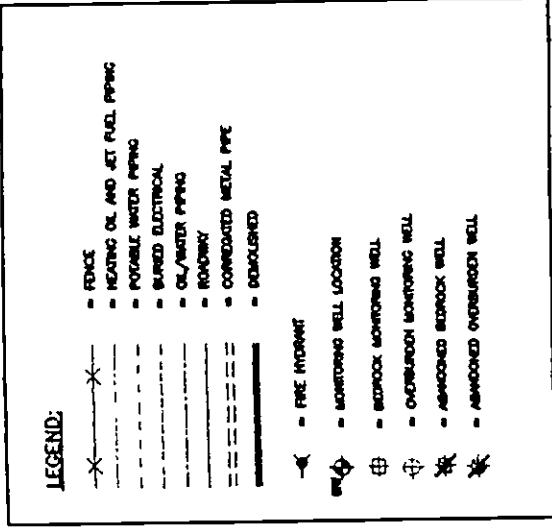 LEGEND:
= FENCE
= HEATING OIL AND JET FUEL PIPING
= POTABLE WATER PIPING
= BURIED ELECTRICAL
= OIL/WATER PIPING
= ROADWAY
= CORREGATED METAL PIPE
= DEMOLISHED
= FIRE HYDRANT
= MONITORING WELL LOCATION
= BEDROCK MONITORING WELL
= OVERBURDEN MONITORING WELL
= ABANDONED BEDROCK WELL
= ABANDONED OVERBURDEN WELL